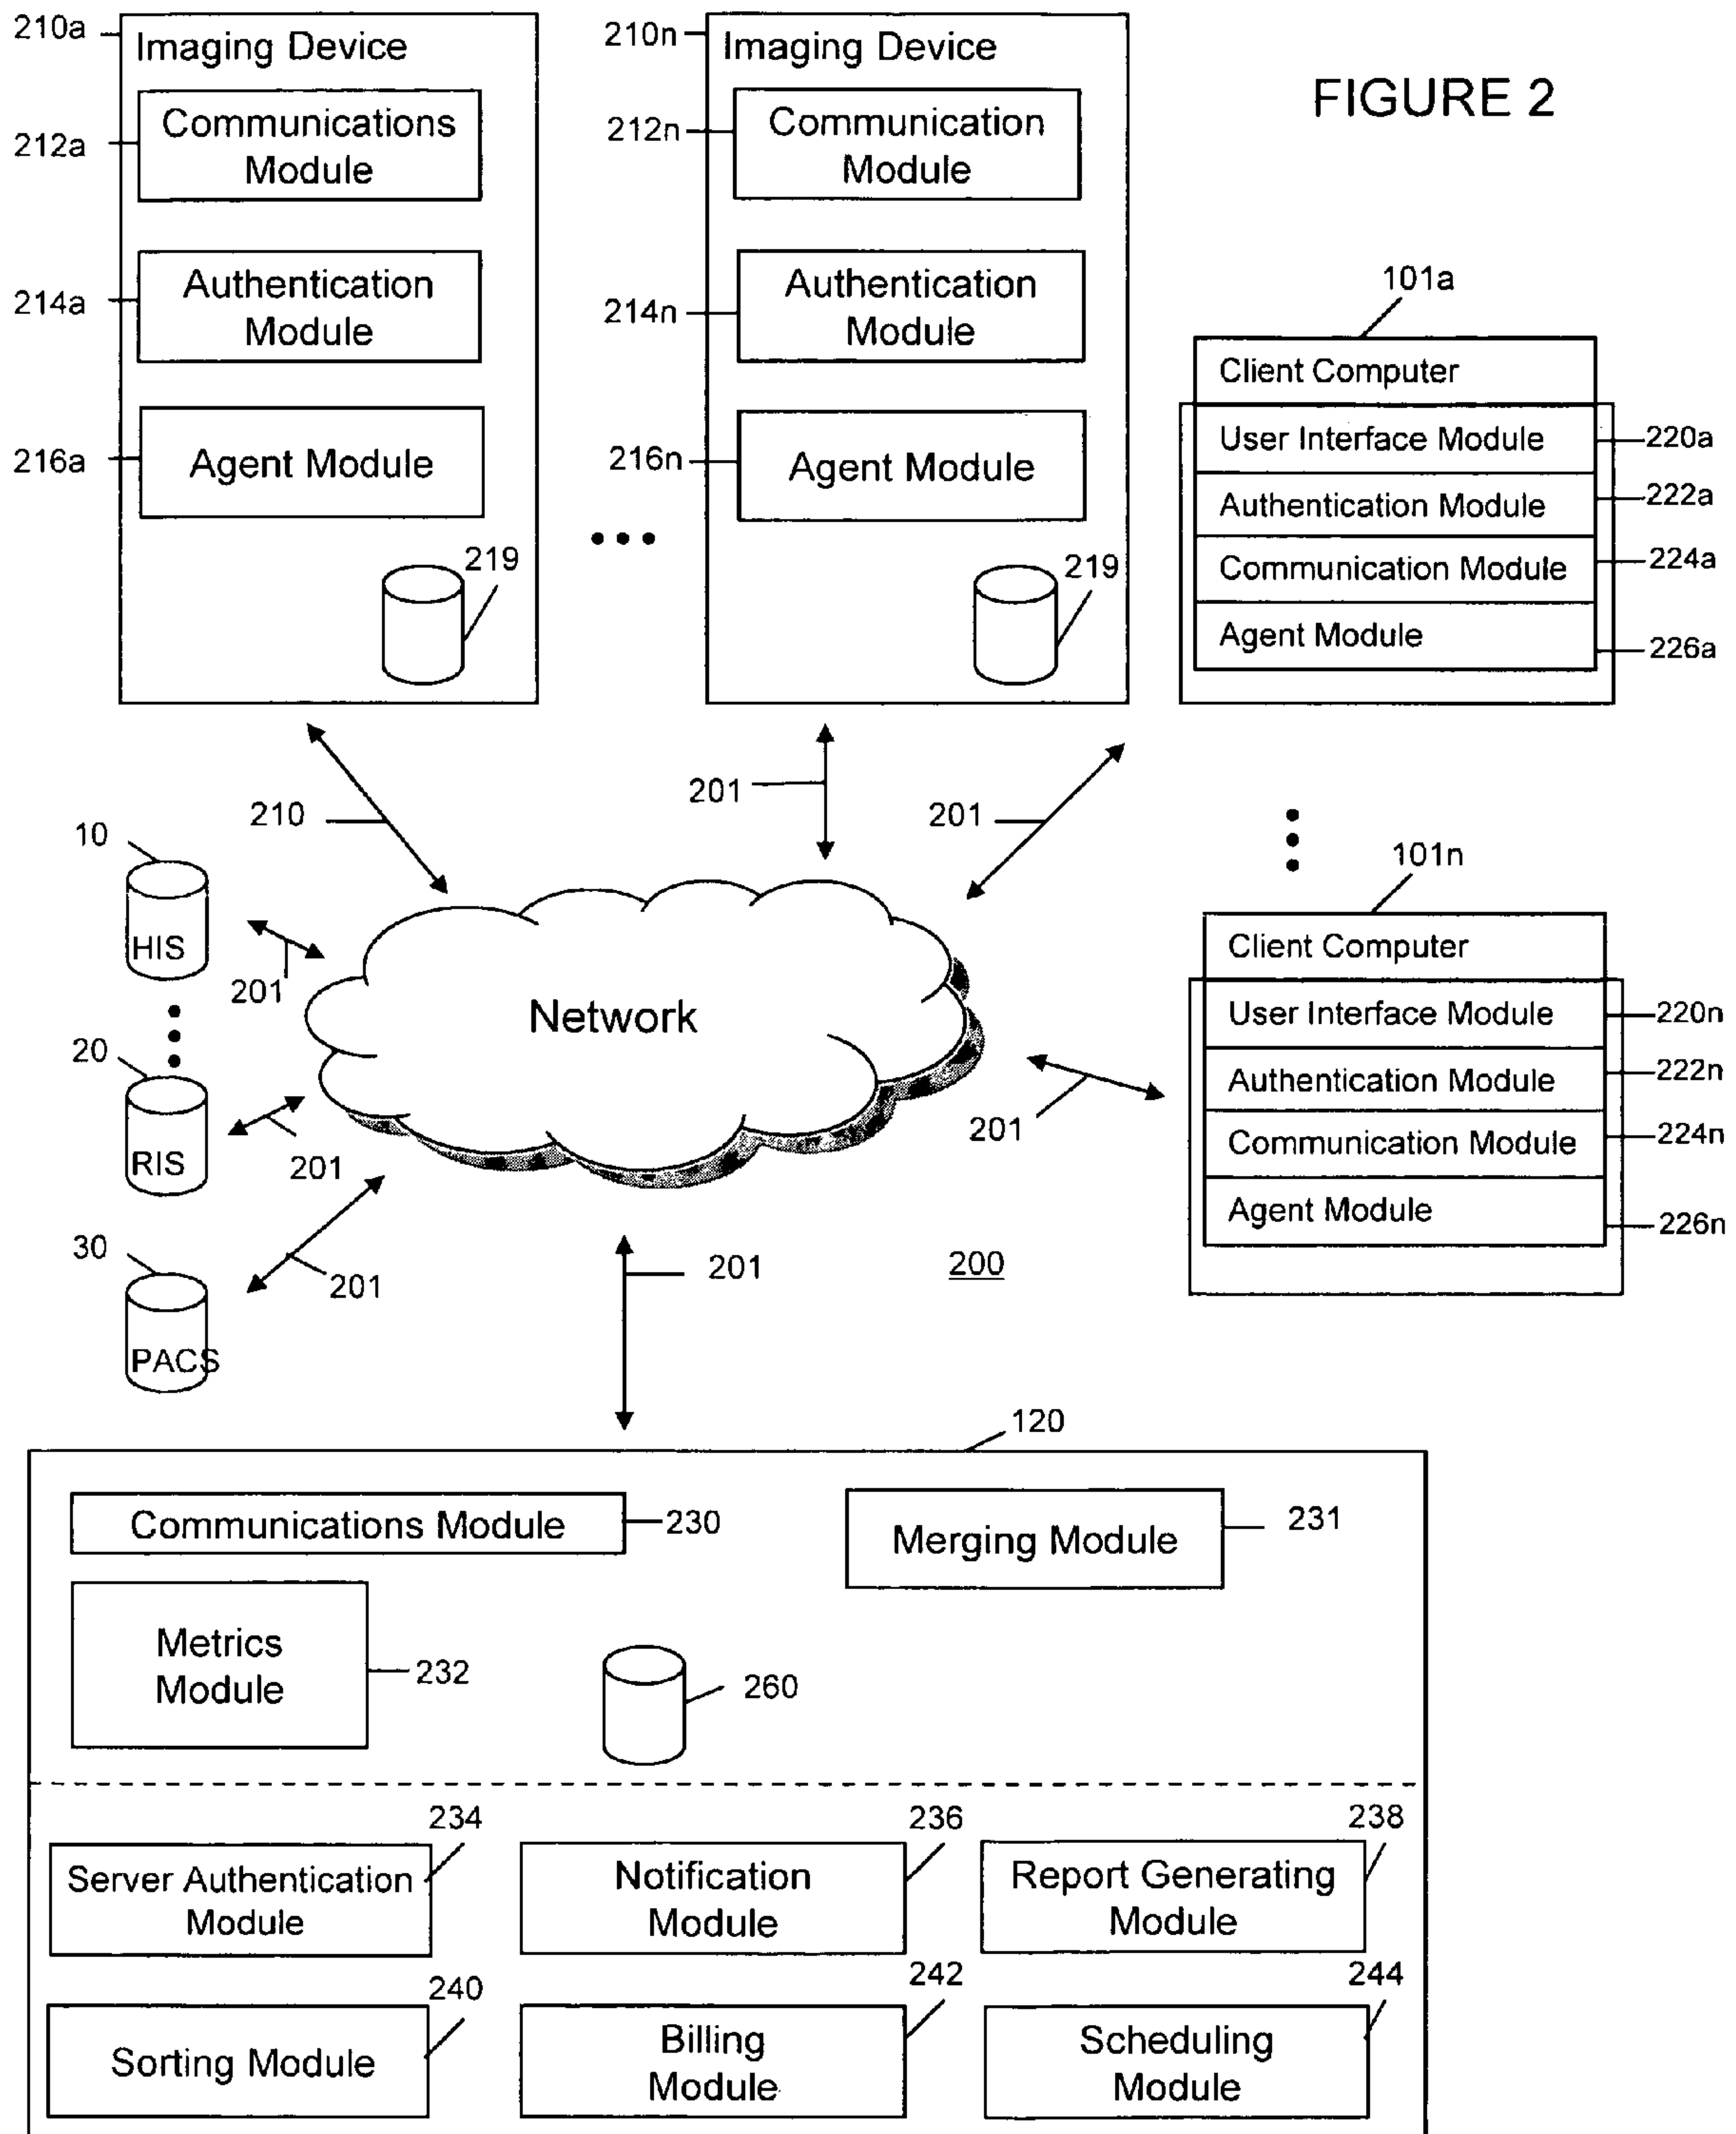 FIGURE 2
210a
Imaging Device
212a
Communications
Module
214a
Authentication
Module
216a
Agent Module
219
210n
Imaging Device
212n
Communication
Module
214n
Authentication
Module
216n
Agent Module
219
101a
Client Computer
User Interface Module
220a
Authentication Module
222a
Communication Module
224a
Agent Module
226a
210
201
201
10
HIS
201
20
RIS
201
30
PACS
201
Network
201
200
201
101n
Client Computer
User Interface Module
220n
Authentication Module
222n
Communication Module
224n
Agent Module
226n
120
Communications Module
230
Merging Module
231
Metrics
Module
232
260
234
Server Authentication
Module
236
Notification
Module
238
Report Generating
Module
240
Sorting Module
242
Billing
Module
244
Scheduling
Module